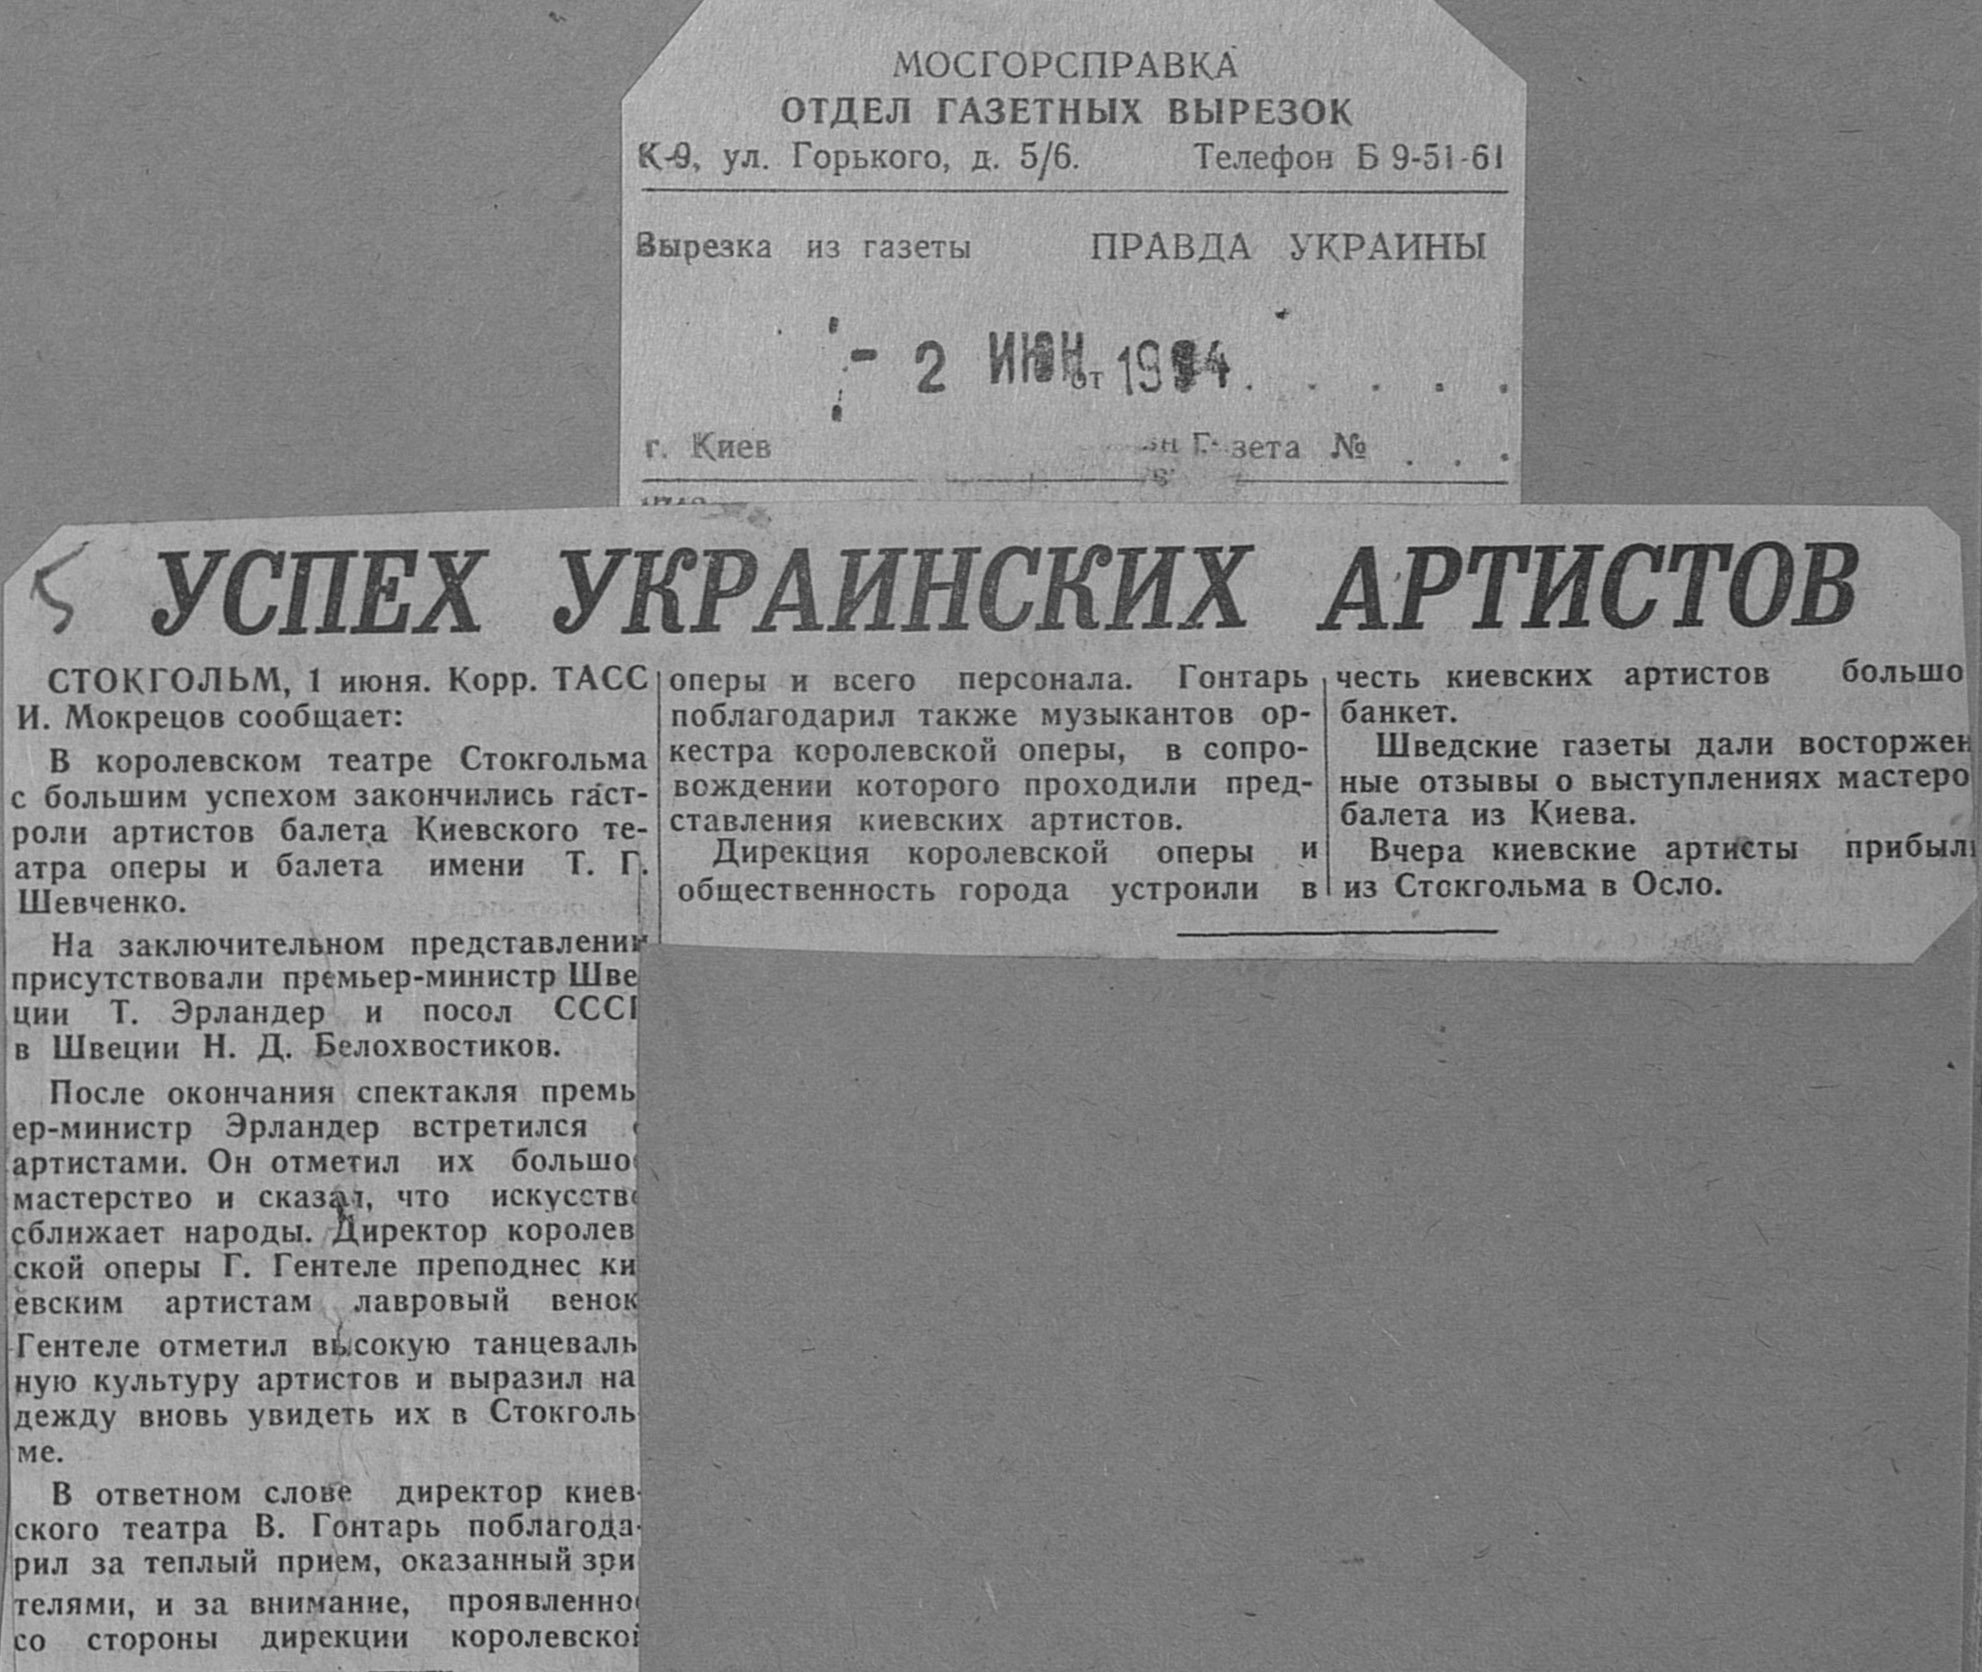 МОСГОРСПРАВКА
ОТДЕЛ ГАЗЕТНЫХ ВЫРЕЗОК
К-9, ул. Горького, д. 5/6. Телефон Б 9-51-61
Вырезка из газеты ПРАВДА УКРАИНЫ
- 2 ИЮН от
г. Киев Газета № . . .
5
УСПЕХ УКРАИНСКИХ АРТИСТОВ
СТОКГОЛЬМ, 1 июня. Корр. ТАСС
И. Мокрецов сообщает:
В королевском театре Стокгольма
с большим успехом закончились гаст-
роли артистов балета Киевского те-
атра оперы и балета имени Т. Г.
Шевченко.
На заключительном представлении
присутствовали премьер-министр Шве
ции Т. Эрландер и посол СССР
в Швеции Н. Д. Белохвостиков.
После окончания спектакля премь
ер-министр Эрландер встретился с
артистами. Он отметил их большо
мастерство и сказал, что искусств
сближает народы. Директор королев
ской оперы Г. Гентеле преподнес ки
евским артистам лавровый венок
Гентеле отметил высокую танцеваль
ную культуру артистов и выразил на
дежду вновь увидеть их в Стокголь
ме.
В ответном слове директор киев-
ского театра В. Гонтарь поблагода-
рил за теплый прием, оказанный зри
телями, и за внимание, проявленно
со стороны дирекции королевской
оперы и всего персонала. Гонтарь
поблагодарил также музыкантов ор-
кестра королевской оперы, в сопро-
вождении которого проходили пред-
ставления киевских артистов.
Дирекция королевской оперы и
общественность города устроили в
честь киевских артистов большо
банкет.
Шведские газеты дали восторжен
ные отзывы о выступлениях мастеро
балета из Киева.
Вчера киевские артисты прибыли
из Стокгольма в Осло.